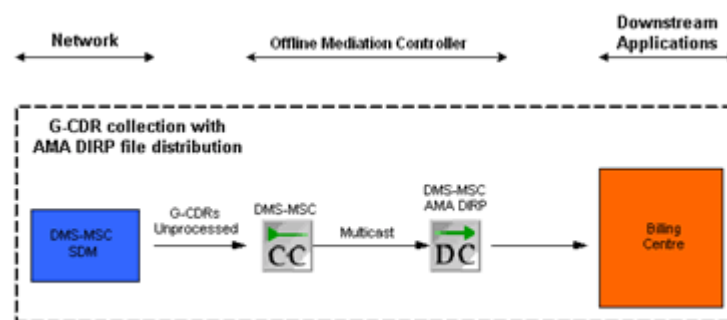 Network
Offline Mediation Controller
Downstream
Applications
G-CDR collection with
AMA DIRP file distribution
DMS-MSC
SDM
G-CDRs
Unprocessed
DMS-MSC
CC
Multicast
DMS-MSC
AMA DIRP
DC
Billing
Centre